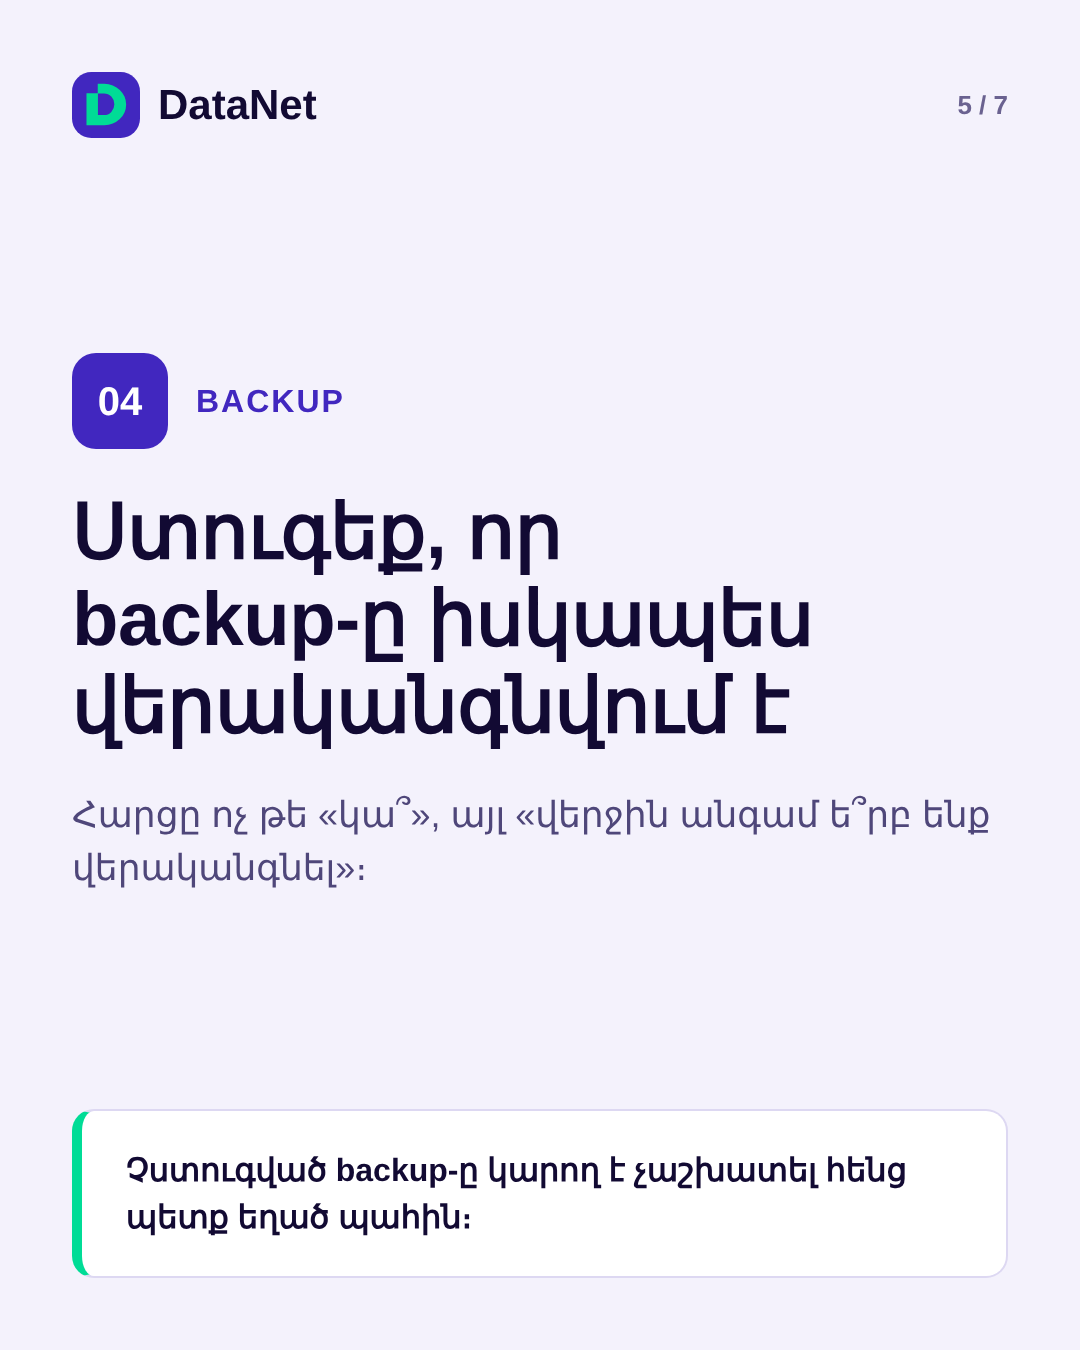 DataNet
5 / 7
04
BACKUP
Ստուգեք, որ
backup-ը իսկապես
վերականգնվում է
Հարցը ոչ թե «կա՞», այլ «վերջին անգամ ե՞րբ ենք
վերականգնել»։
Չստուգված backup-ը կարող է չաշխատել հենց
պետք եղած պահին։